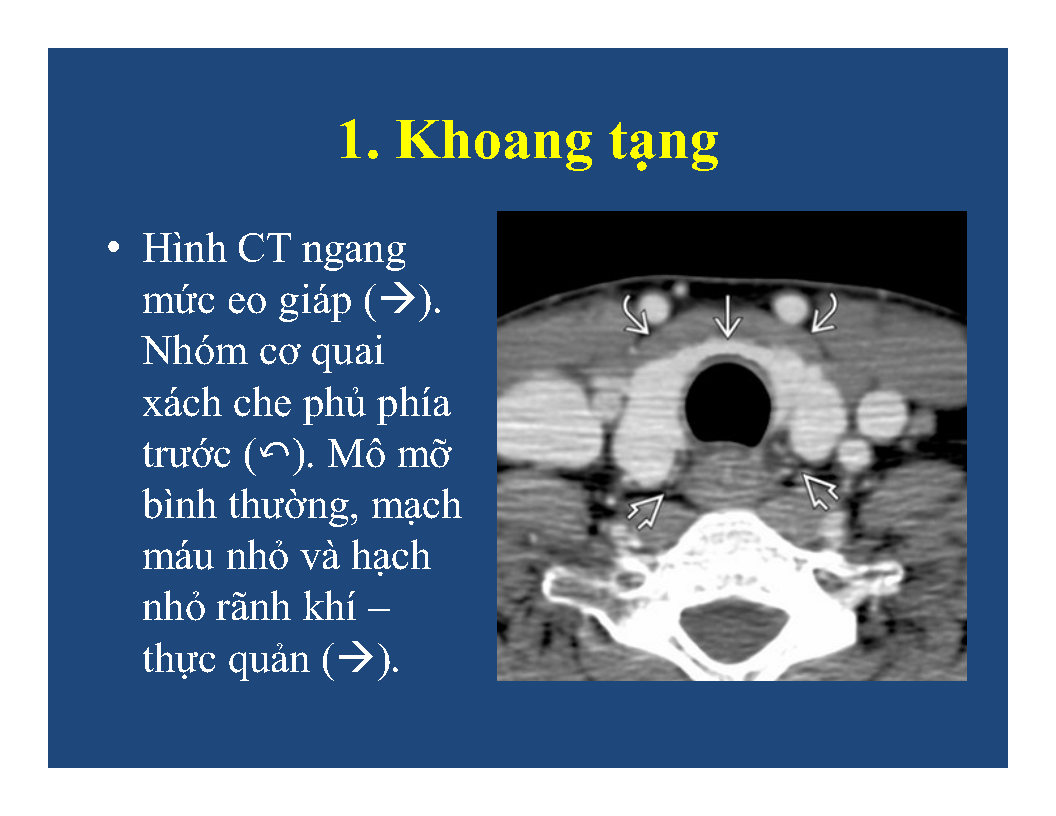 1. Khoang tạng
• Hình CT ngang
mức eo giáp (→).
Nhóm cơ quai
xách che phủ phía
trước (↶). Mô mỡ
bình thường, mạch
máu nhỏ và hạch
nhỏ rãnh khí –
thực quản (→).